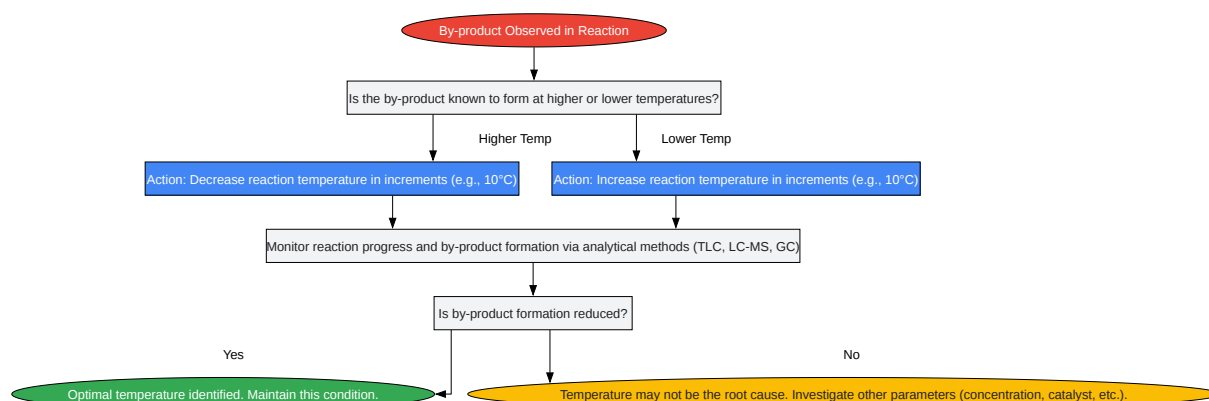 By-product Observed in Reaction
Is the by-product known to form at higher or lower temperatures?
Higher Temp
Lower Temp
Action: Decrease reaction temperature in increments (e.g., 10°C)
Action: Increase reaction temperature in increments (e.g., 10°C)
Monitor reaction progress and by-product formation via analytical methods (TLC, LC-MS, GC)
Is by-product formation reduced?
Yes
No
Optimal temperature identified. Maintain this condition.
Temperature may not be the root cause. Investigate other parameters (concentration, catalyst, etc.).